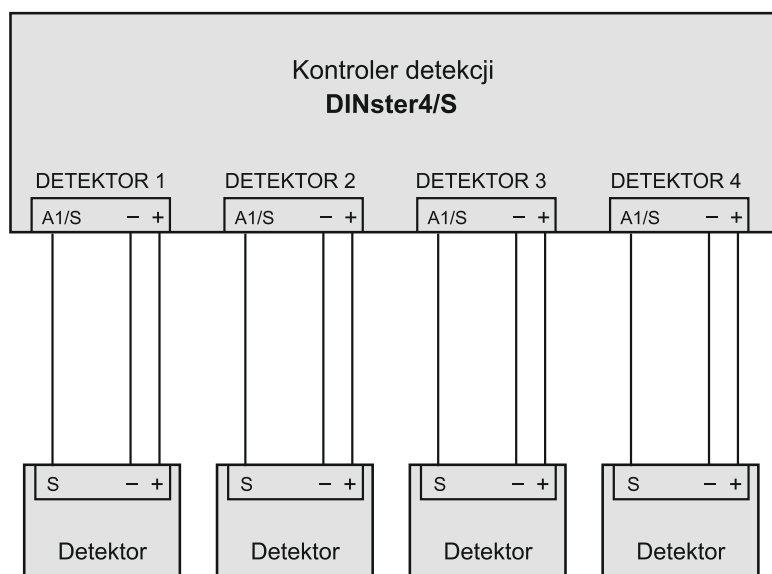 Kontroler detekcji
DINster4/S
DETEKTOR 1 DETEKTOR 2 DETEKTOR 3 DETEKTOR 4
A1/S – + A1/S – + A1/S – + A1/S – +
S – + S – + S – + S – +
Detektor Detektor Detektor Detektor